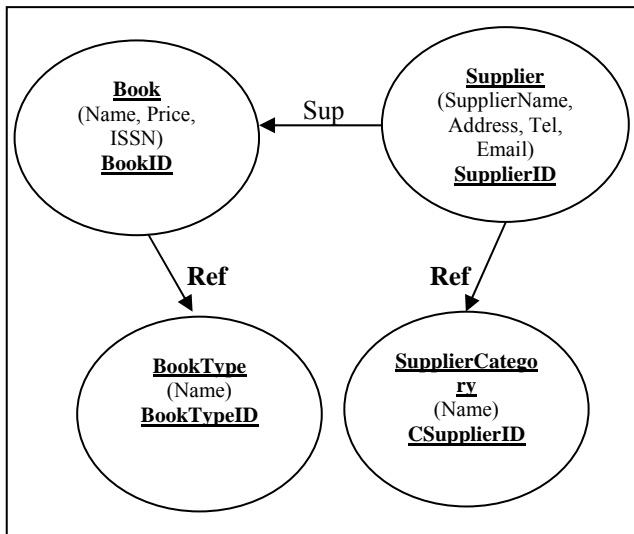 Book
(Name, Price,
ISSN)
BookID
Sup
Supplier
(SupplierName,
Address, Tel,
Email)
SupplierID
Ref
Ref
BookType
(Name)
BookTypeID
SupplierCatego
ry
(Name)
CSupplierID